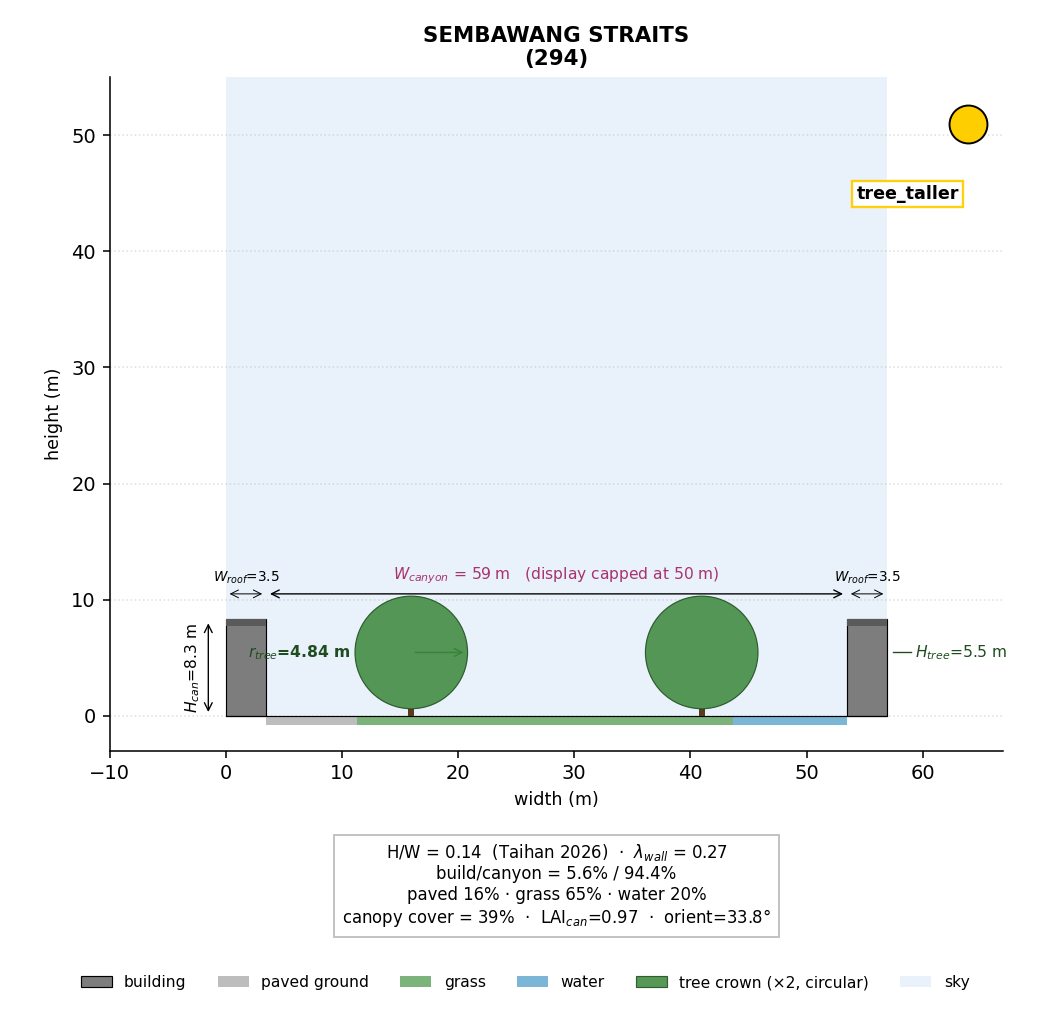 SEMBAWANG STRAITS
(294)
50
tree_taller
40
30
height (m)
20
W_canyon = 59 m (display capped at 50 m)
W_roof=3.5
W_roof=3.5
10
H_can=8.3 m
r_tree=4.84 m
H_tree=5.5 m
0
−10 0 10 20 30 40 50 60
width (m)
H/W = 0.14 (Taihan 2026) · λ_wall = 0.27
build/canyon = 5.6% / 94.4%
paved 16% · grass 65% · water 20%
canopy cover = 39% · LAI_can=0.97 · orient=33.8°
building paved ground grass water tree crown (×2, circular) sky